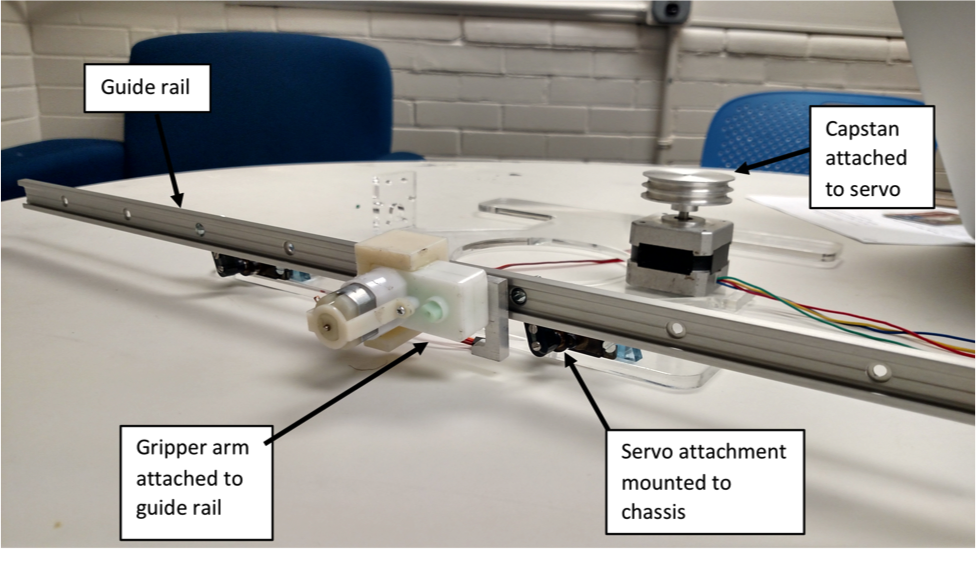 Guide rail
Capstan
attached
to servo
Gripper arm
attached to
guide rail
Servo attachment
mounted to
chassis